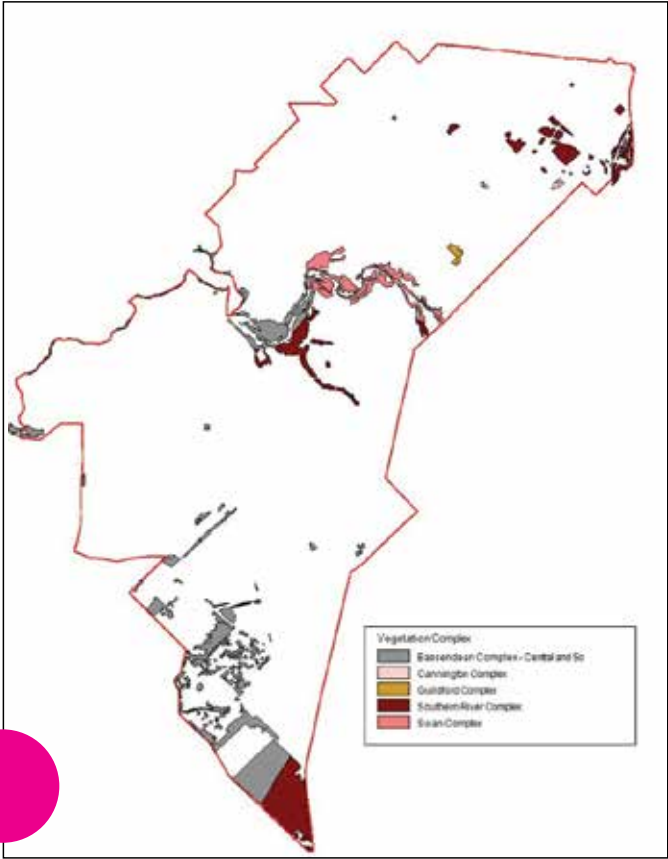 Vegetation Complex
Bassendean Complex - Central and So
Cannington Complex
Guildford Complex
Southern River Complex
Swan Complex